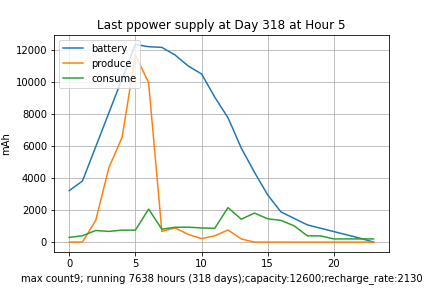 Last ppower supply at Day 318 at Hour 5
12000
10000
8000
6000
4000
2000
0
mAh
battery
produce
consume
0 5 10 15 20
max count9; running 7638 hours (318 days);capacity:12600;recharge_rate:2130